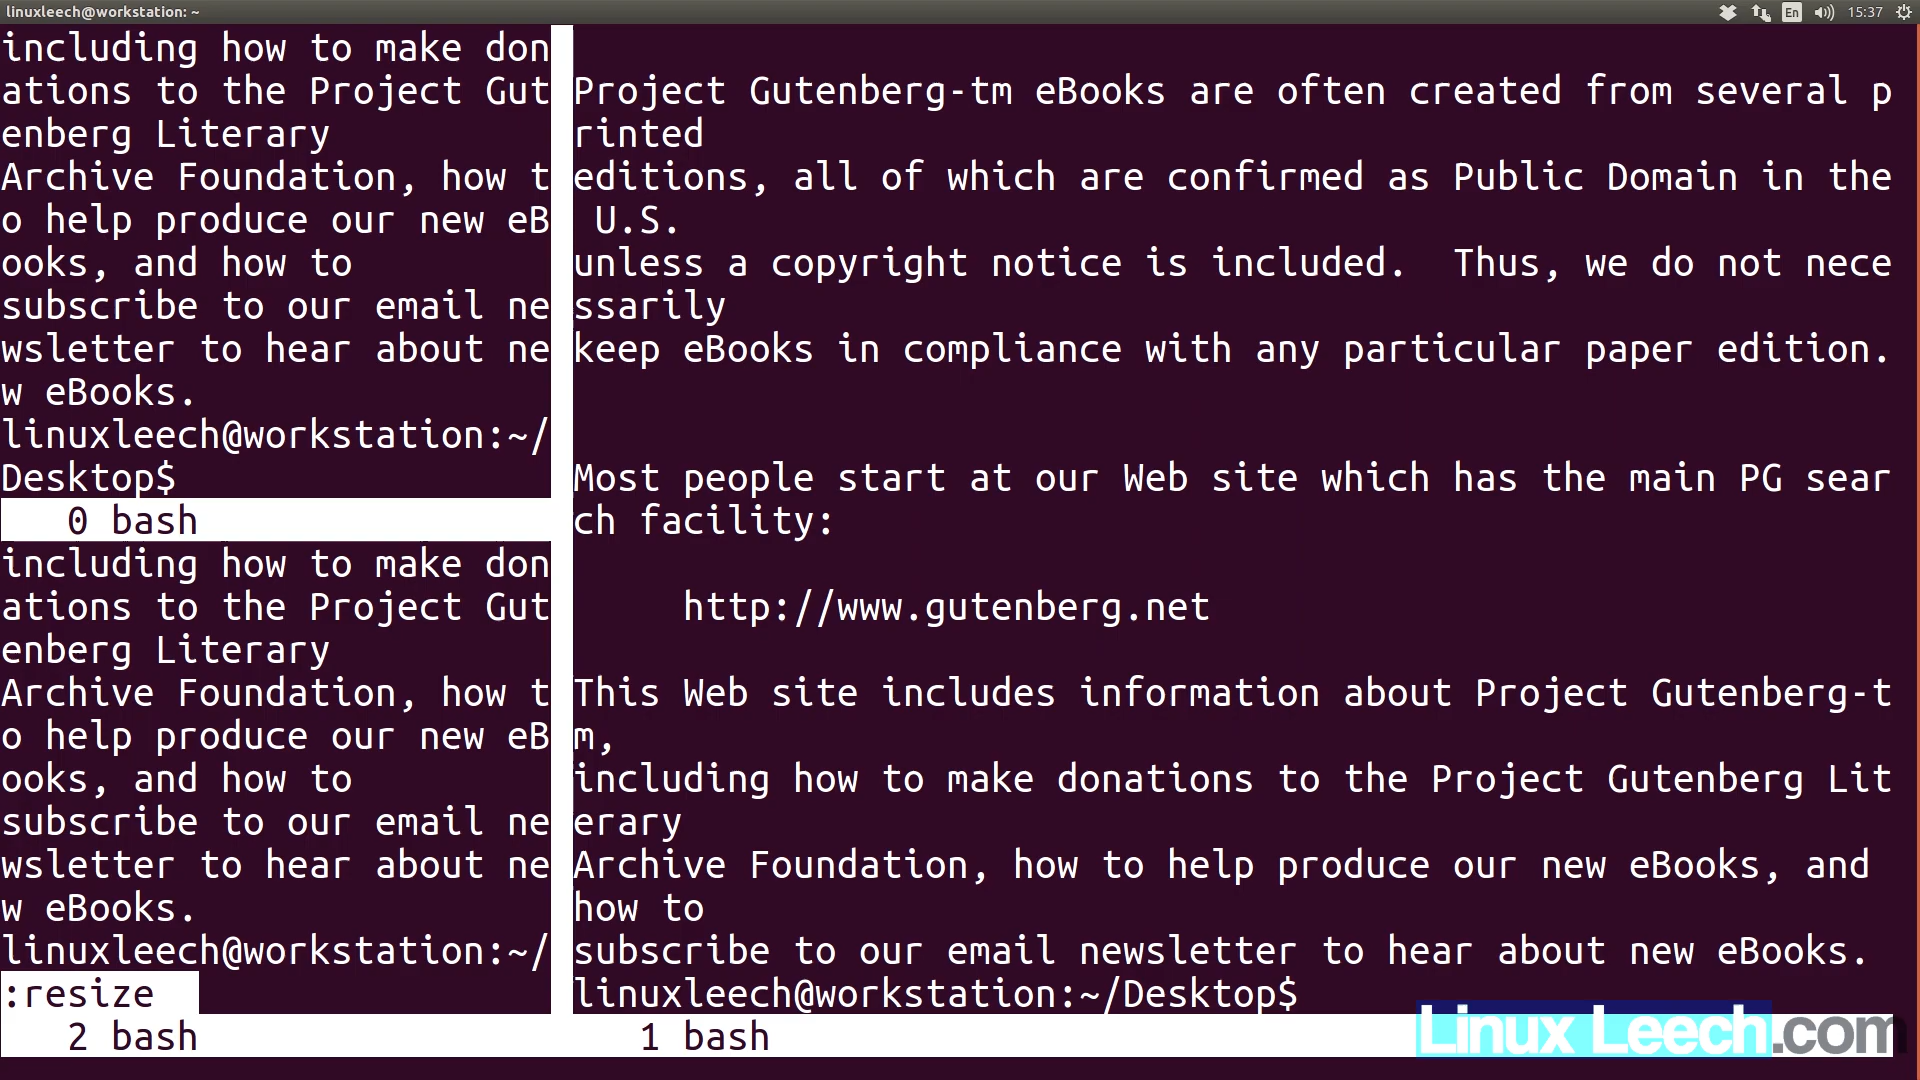 linuxleech@workstation: ~
En 15:37
including how to make don
ations to the Project Gut
enberg Literary
Archive Foundation, how t
o help produce our new eB
ooks, and how to
subscribe to our email ne
wsletter to hear about ne
w eBooks.
linuxleech@workstation:~/
Desktop$
0 bash
including how to make don
ations to the Project Gut
enberg Literary
Archive Foundation, how t
o help produce our new eB
ooks, and how to
subscribe to our email ne
wsletter to hear about ne
w eBooks.
linuxleech@workstation:~/
:resize
2 bash
Project Gutenberg-tm eBooks are often created from several p
rinted
editions, all of which are confirmed as Public Domain in the
 U.S.
unless a copyright notice is included.  Thus, we do not nece
ssarily
keep eBooks in compliance with any particular paper edition.
Most people start at our Web site which has the main PG sear
ch facility:
http://www.gutenberg.net
This Web site includes information about Project Gutenberg-t
m,
including how to make donations to the Project Gutenberg Lit
erary
Archive Foundation, how to help produce our new eBooks, and
how to
subscribe to our email newsletter to hear about new eBooks.
linuxleech@workstation:~/Desktop$
1 bash
Linux Leech.com